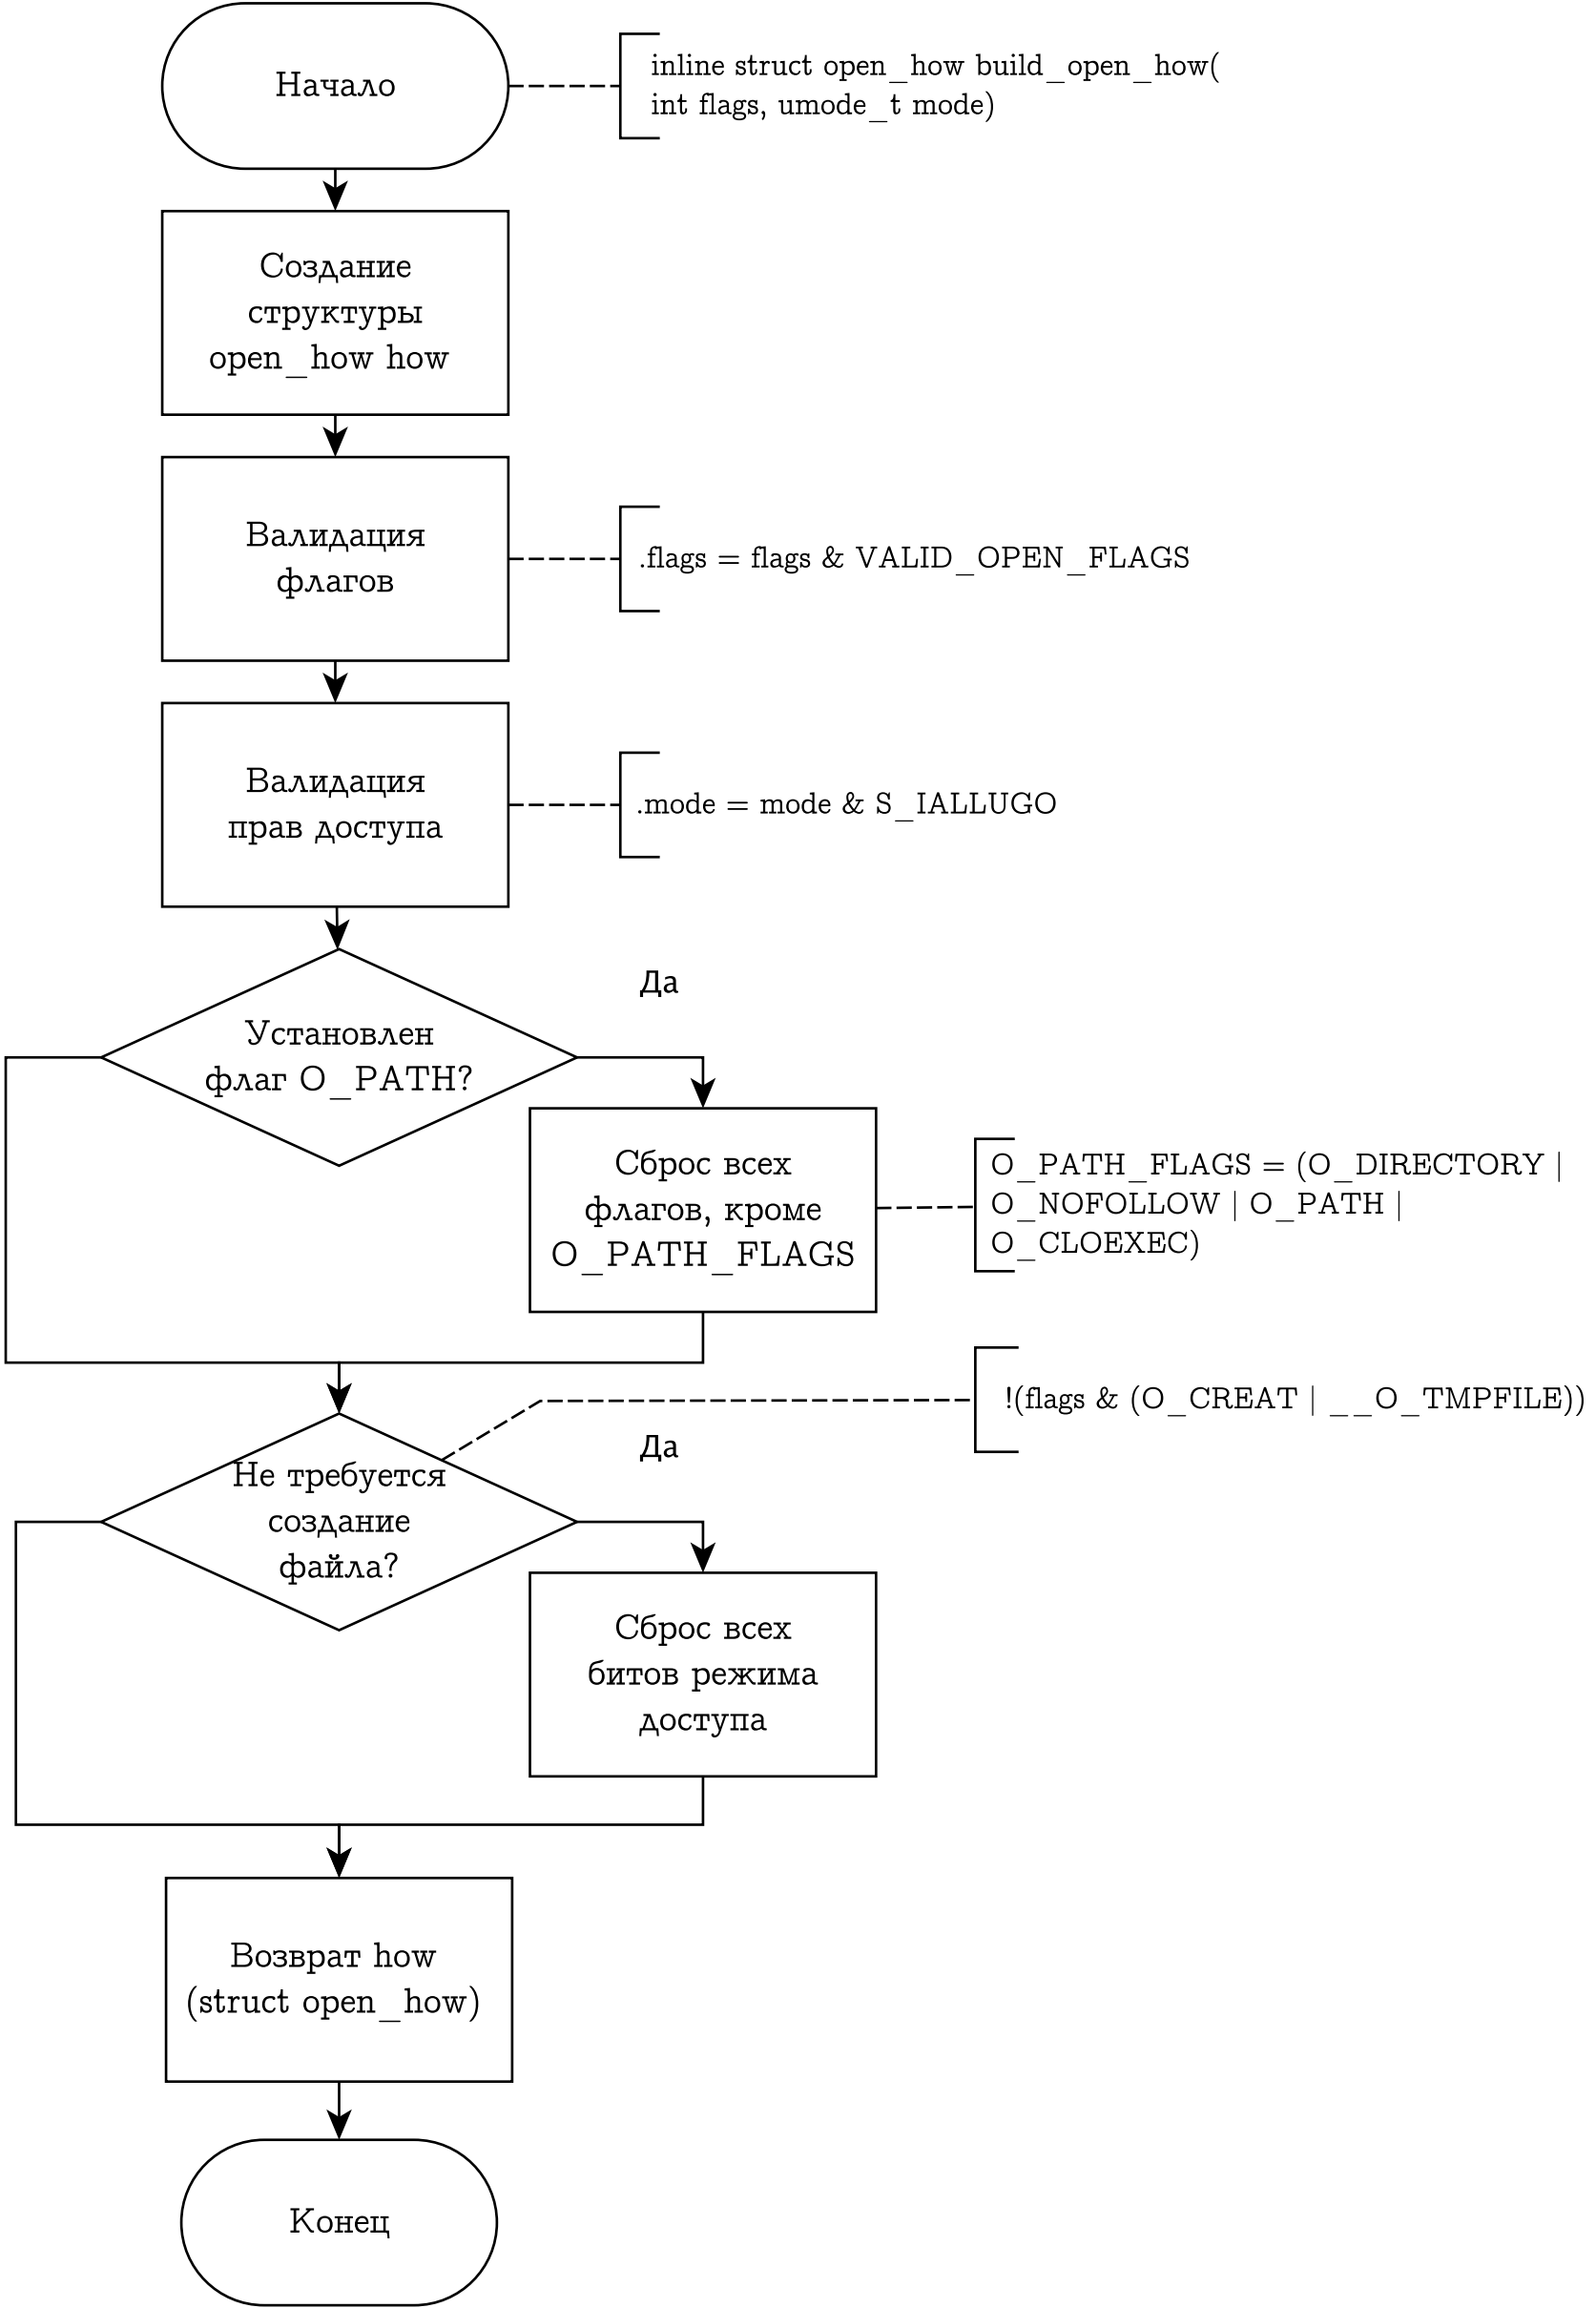 Начало
inline struct open_how build_open_how(
int flags, umode_t mode)
Создание
структуры
open_how how
Валидация
флагов
.flags = flags & VALID_OPEN_FLAGS
Валидация
прав доступа
.mode = mode & S_IALLUGO
Да
Установлен
флаг O_PATH?
Сброс всех
флагов, кроме
O_PATH_FLAGS
O_PATH_FLAGS = (O_DIRECTORY |
O_NOFOLLOW | O_PATH |
O_CLOEXEC)
!(flags & (O_CREAT | __O_TMPFILE))
Да
Не требуется
создание
файла?
Сброс всех
битов режима
доступа
Возврат how
(struct open_how)
Конец